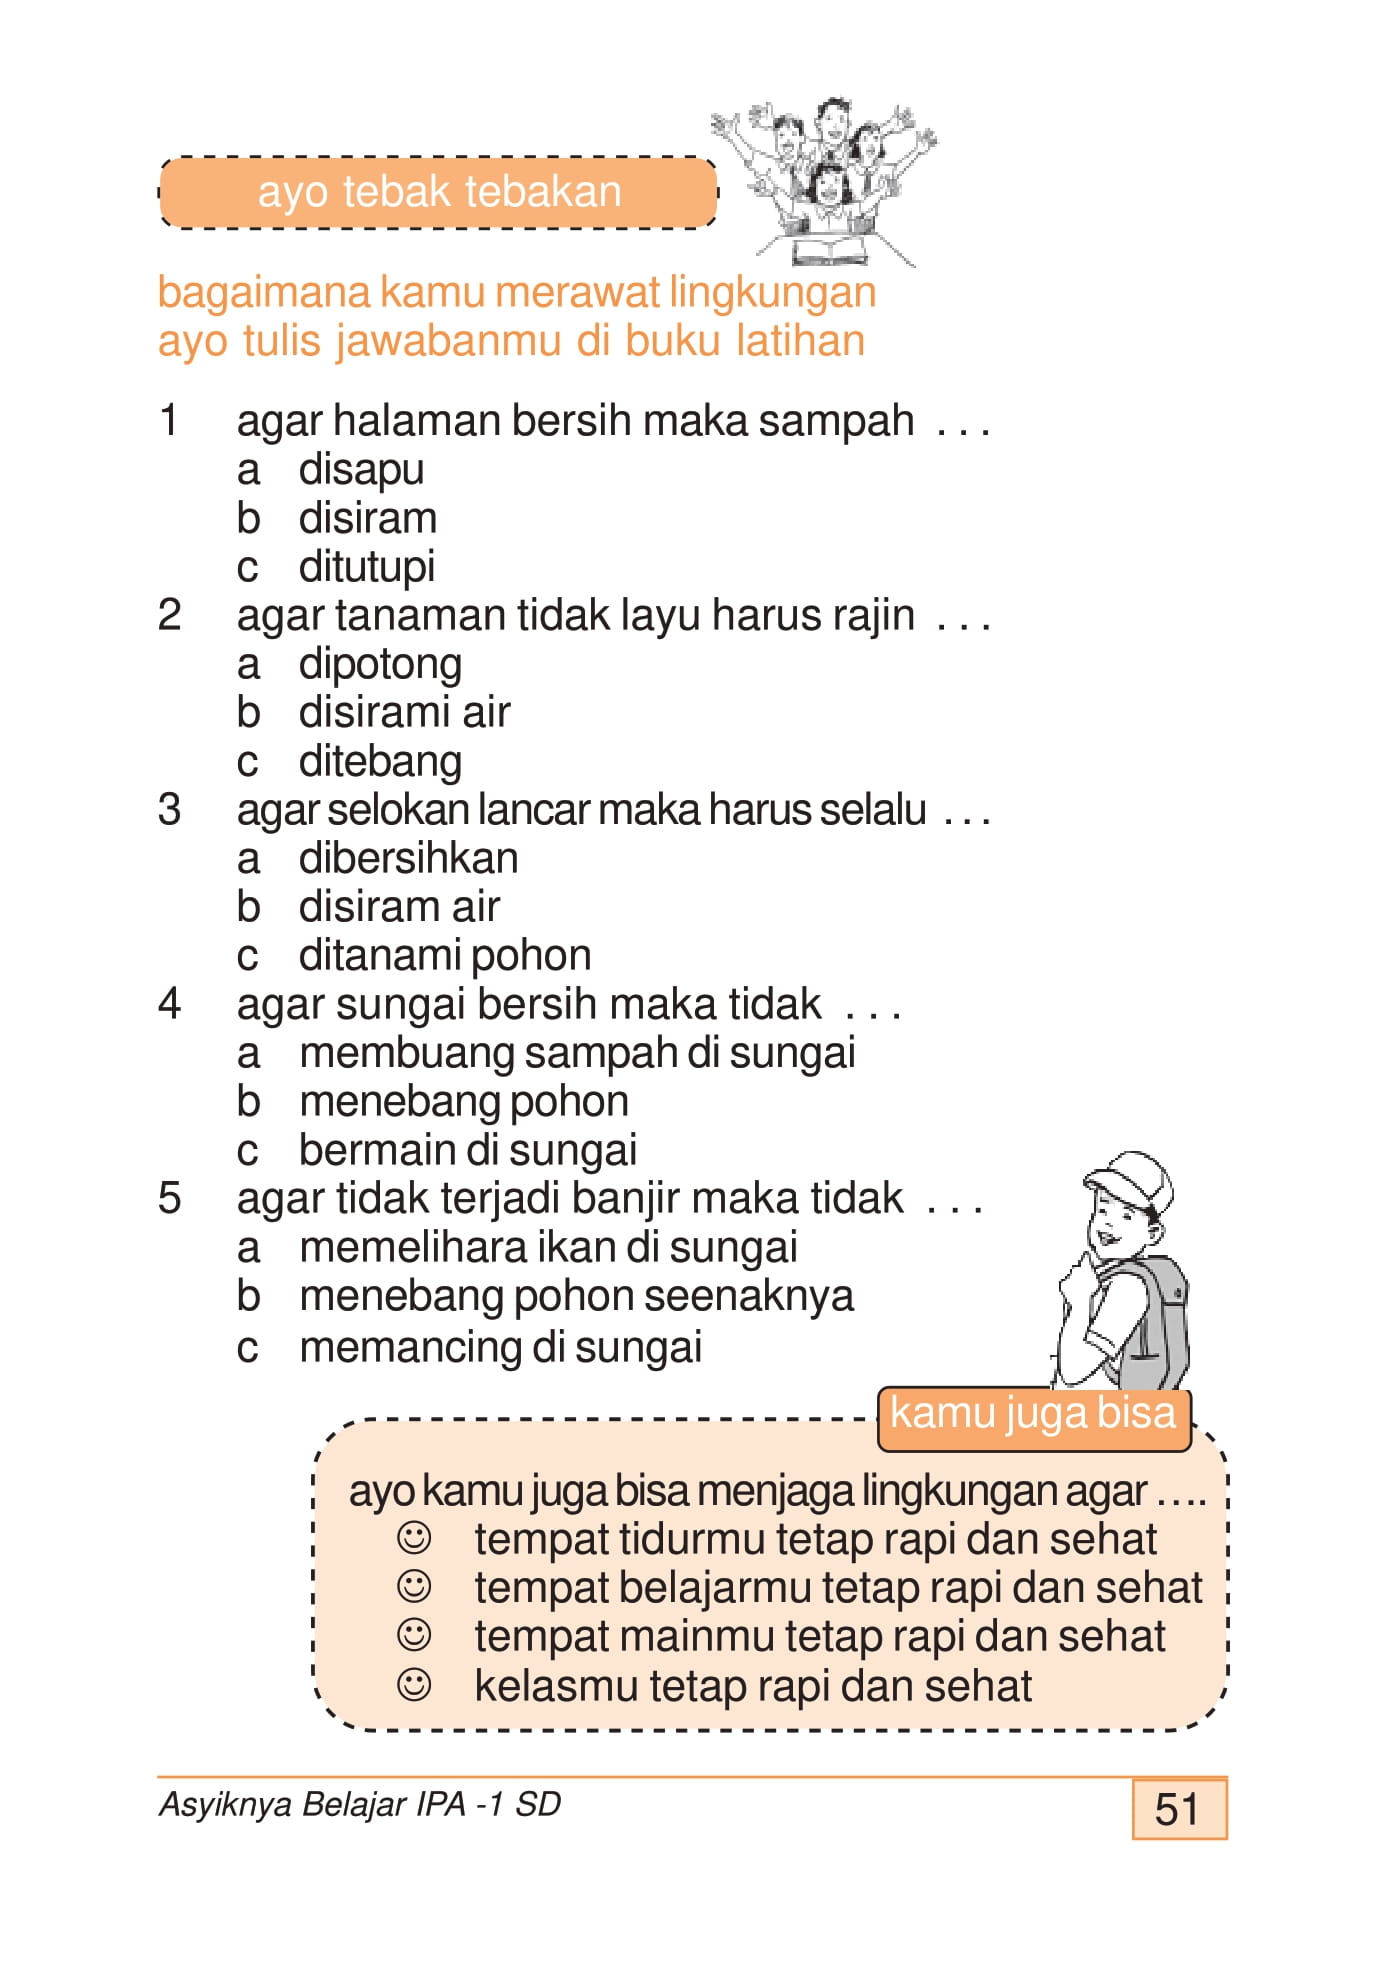 ayo tebak tebakan
bagaimana kamu merawat lingkungan
ayo tulis jawabanmu di buku latihan
1 agar halaman bersih maka sampah . . .
a disapu
b disiram
c ditutupi
2 agar tanaman tidak layu harus rajin . . .
a dipotong
b disirami air
c ditebang
3 agar selokan lancar maka harus selalu . . .
a dibersihkan
b disiram air
c ditanami pohon
4 agar sungai bersih maka tidak . . .
a membuang sampah di sungai
b menebang pohon
c bermain di sungai
5 agar tidak terjadi banjir maka tidak . . .
a memelihara ikan di sungai
b menebang pohon seenaknya
c memancing di sungai
kamu juga bisa
ayo kamu juga bisa menjaga lingkungan agar ....
☺ tempat tidurmu tetap rapi dan sehat
☺ tempat belajarmu tetap rapi dan sehat
☺ tempat mainmu tetap rapi dan sehat
☺ kelasmu tetap rapi dan sehat
Asyiknya Belajar IPA -1 SD
51